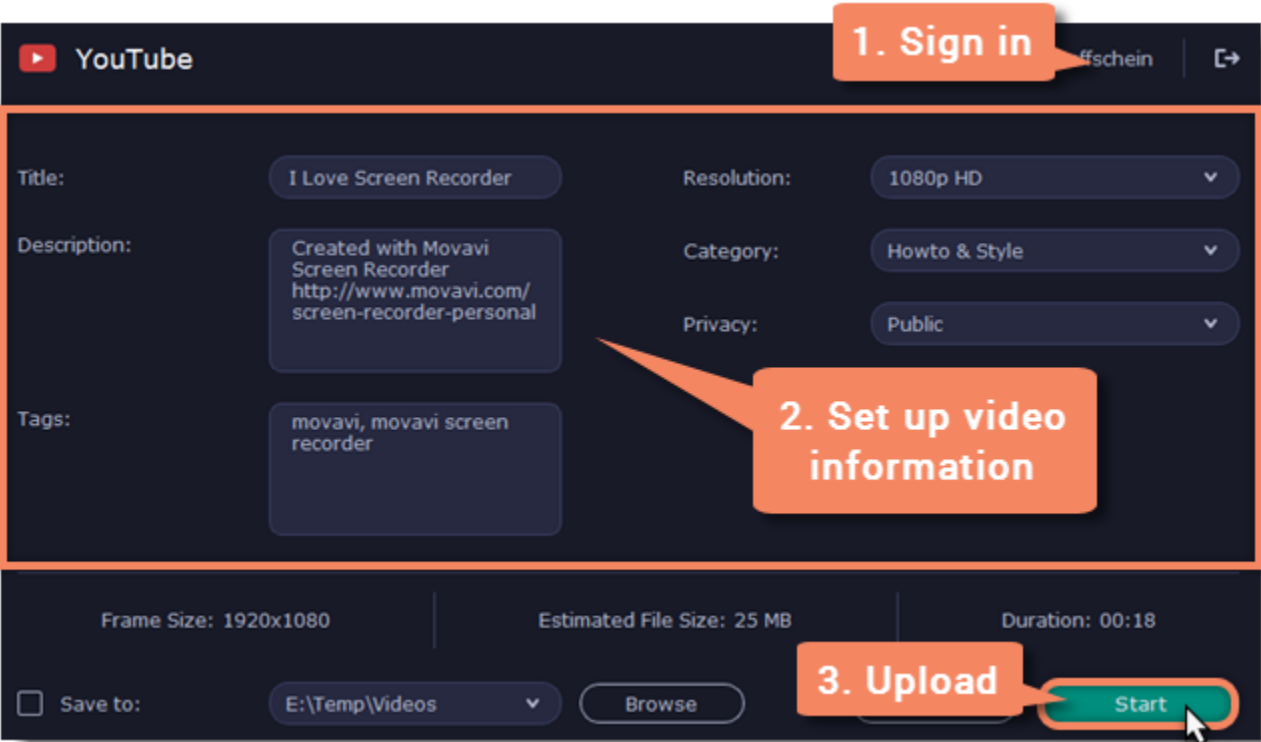 YouTube
1. Sign in
Title:
I Love Screen Recorder
Resolution:
1080p HD
Description:
Created with Movavi
Screen Recorder
http://www.movavi.com/
screen-recorder-personal
Category:
Howto & Style
Privacy:
Public
Tags:
movavi, movavi screen
recorder
2. Set up video
information
Frame Size: 1920x1080
Estimated File Size: 25 MB
Duration: 00:18
Save to:
E:\Temp\Videos
Browse
3. Upload
Start